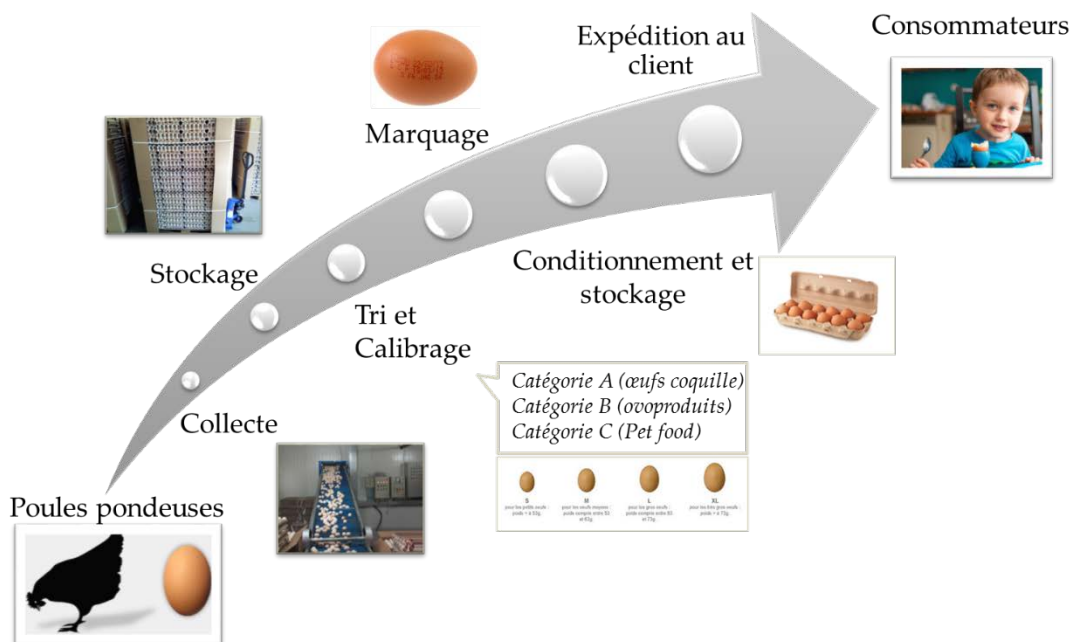 Consommateurs
Expédition au
client
Marquage
Stockage
Conditionnement et
stockage
Tri et
Calibrage
Catégorie A (œufs coquille)
Catégorie B (ovoproduits)
Catégorie C (Pet food)
Collecte
S
M
L
XL
Poules pondeuses